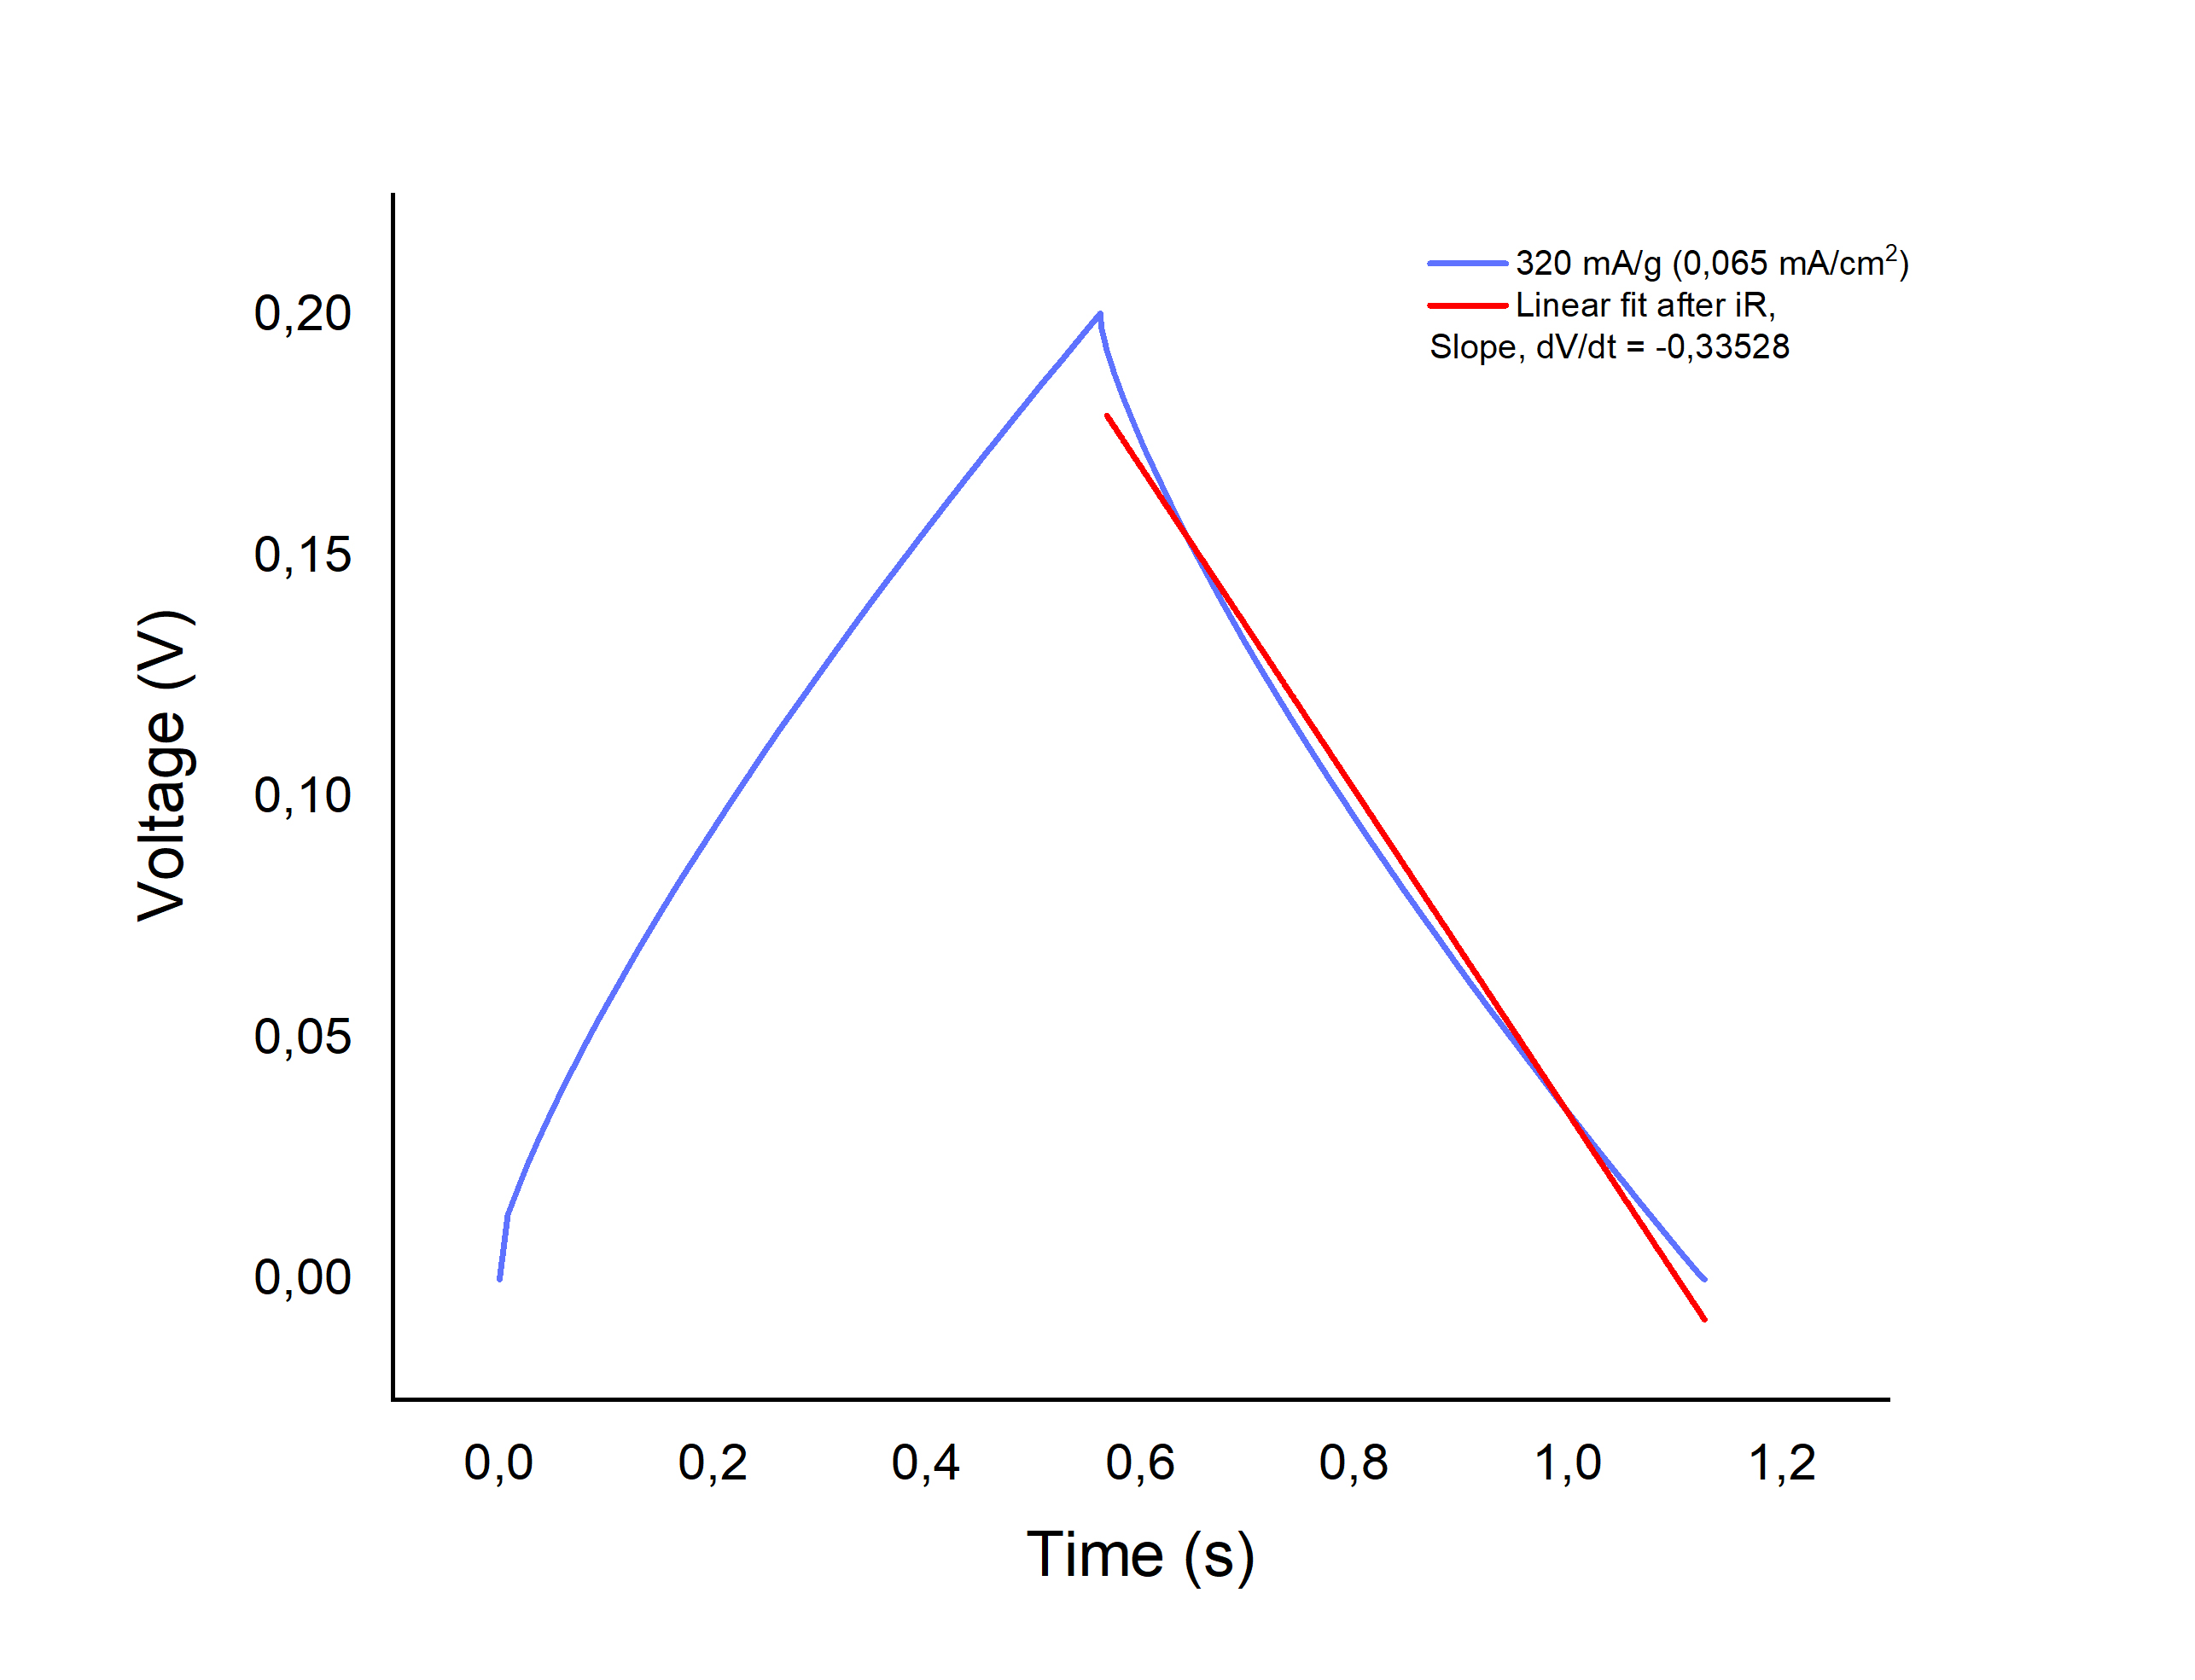 320 mA/g (0,065 mA/cm²)
Linear fit after iR,
Slope, dV/dt = -0,33528
0,20
0,15
0,10
0,05
0,00
Voltage (V)
0,0 0,2 0,4 0,6 0,8 1,0 1,2
Time (s)